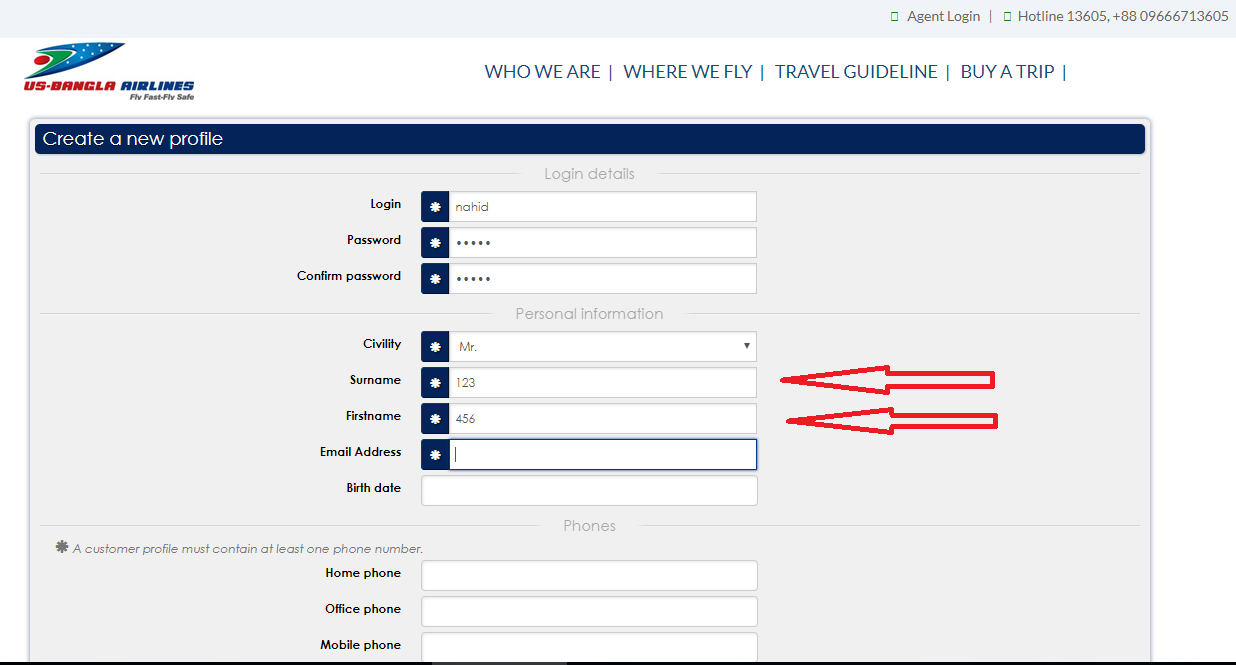 Agent Login | Hotline 13605, +88 09666713605
US-BANGLA AIRLINES
Fly Fast-Fly Safe
WHO WE ARE | WHERE WE FLY | TRAVEL GUIDELINE | BUY A TRIP |
Create a new profile
Login details
Login nahid
Password •••••
Confirm password •••••
Personal information
Civility Mr.
Surname 123
Firstname 456
Email Address
Birth date
Phones
✱ A customer profile must contain at least one phone number.
Home phone
Office phone
Mobile phone